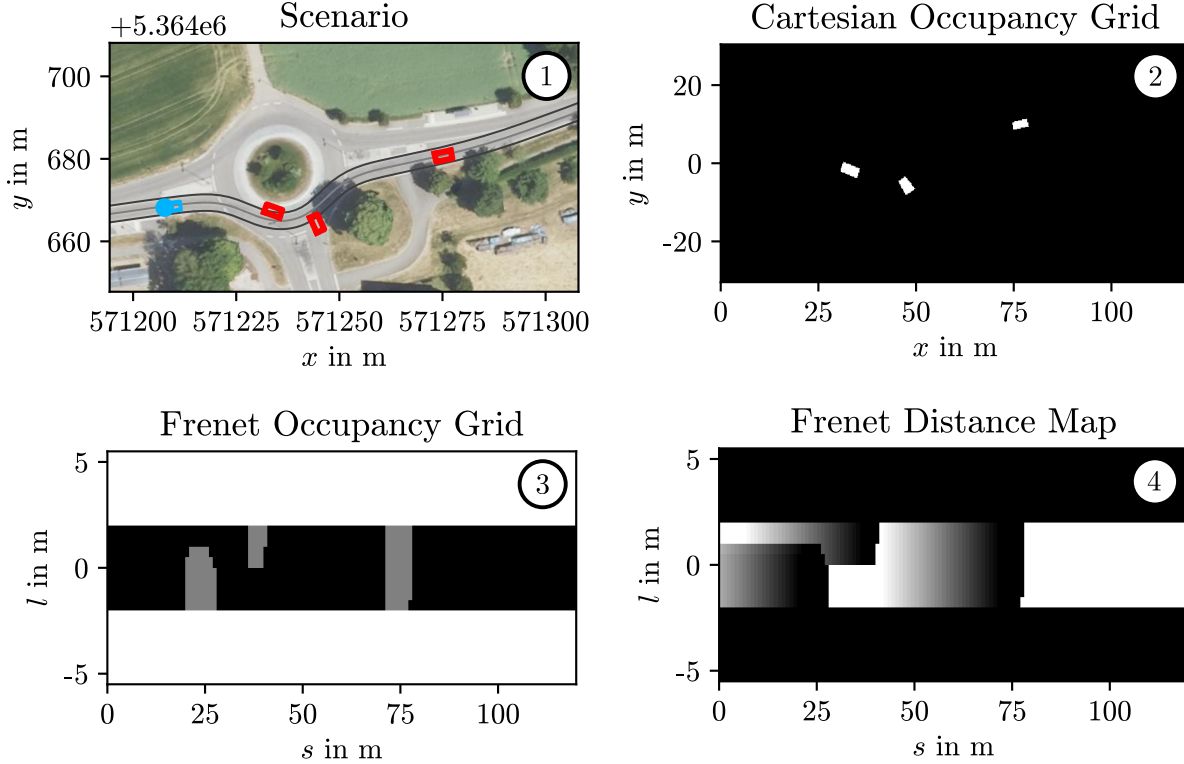 Scenario
+5.364e6
1
700
680
660
y in m
571200 571225 571250 571275 571300
x in m
Cartesian Occupancy Grid
2
20
0
-20
y in m
0 25 50 75 100
x in m
Frenet Occupancy Grid
3
5
0
-5
l in m
0 25 50 75 100
s in m
Frenet Distance Map
4
5
0
-5
l in m
0 25 50 75 100
s in m